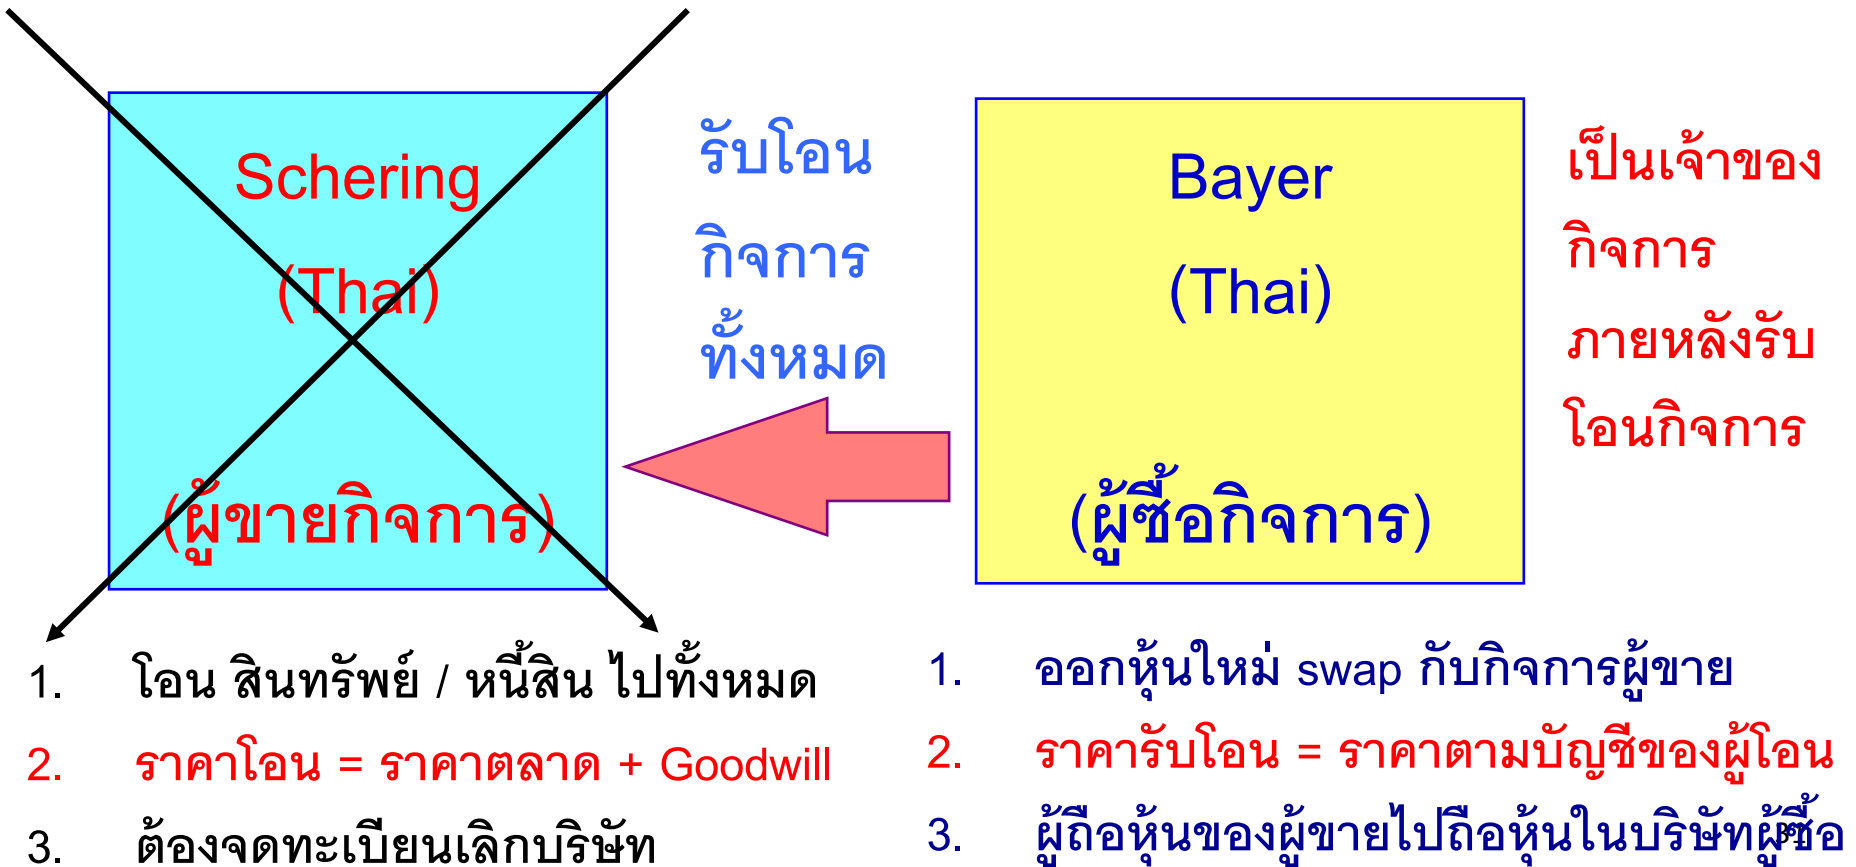 Schering
(Thai)
(ผู้ขายกิจการ)
รับโอน
กิจการ
ทั้งหมด
Bayer
(Thai)
(ผู้ซื้อกิจการ)
เป็นเจ้าของ
กิจการ
ภายหลังรับ
โอนกิจการ
1. โอน สินทรัพย์ / หนี้สิน ไปทั้งหมด
2. ราคาโอน = ราคาตลาด + Goodwill
3. ต้องจดทะเบียนเลิกบริษัท
1. ออกหุ้นใหม่ swap กับกิจการผู้ขาย
2. ราคารับโอน = ราคาตามบัญชีของผู้โอน
3. ผู้ถือหุ้นของผู้ขายไปถือหุ้นในบริษัทผู้ซื้อ